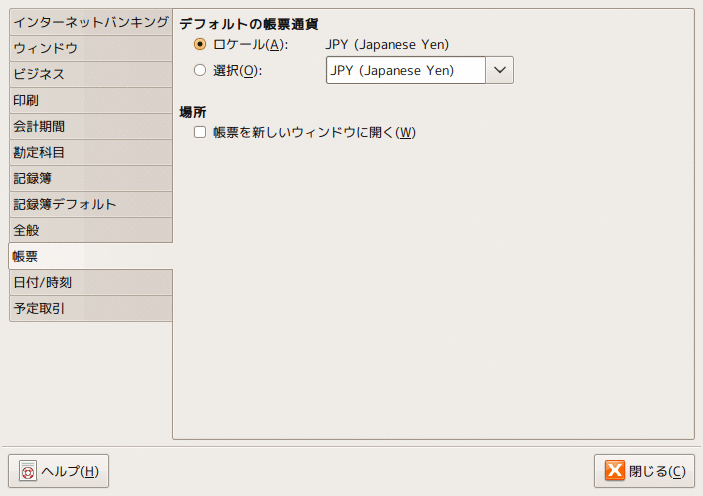 インターネットバンキング
ウィンドウ
ビジネス
印刷
会計期間
勘定科目
記録簿
記録簿デフォルト
全般
帳票
日付/時刻
予定取引
デフォルトの帳票通貨
ロケール(A): JPY (Japanese Yen)
選択(O): JPY (Japanese Yen)
場所
帳票を新しいウィンドウに開く(W)
ヘルプ(H)
閉じる(C)